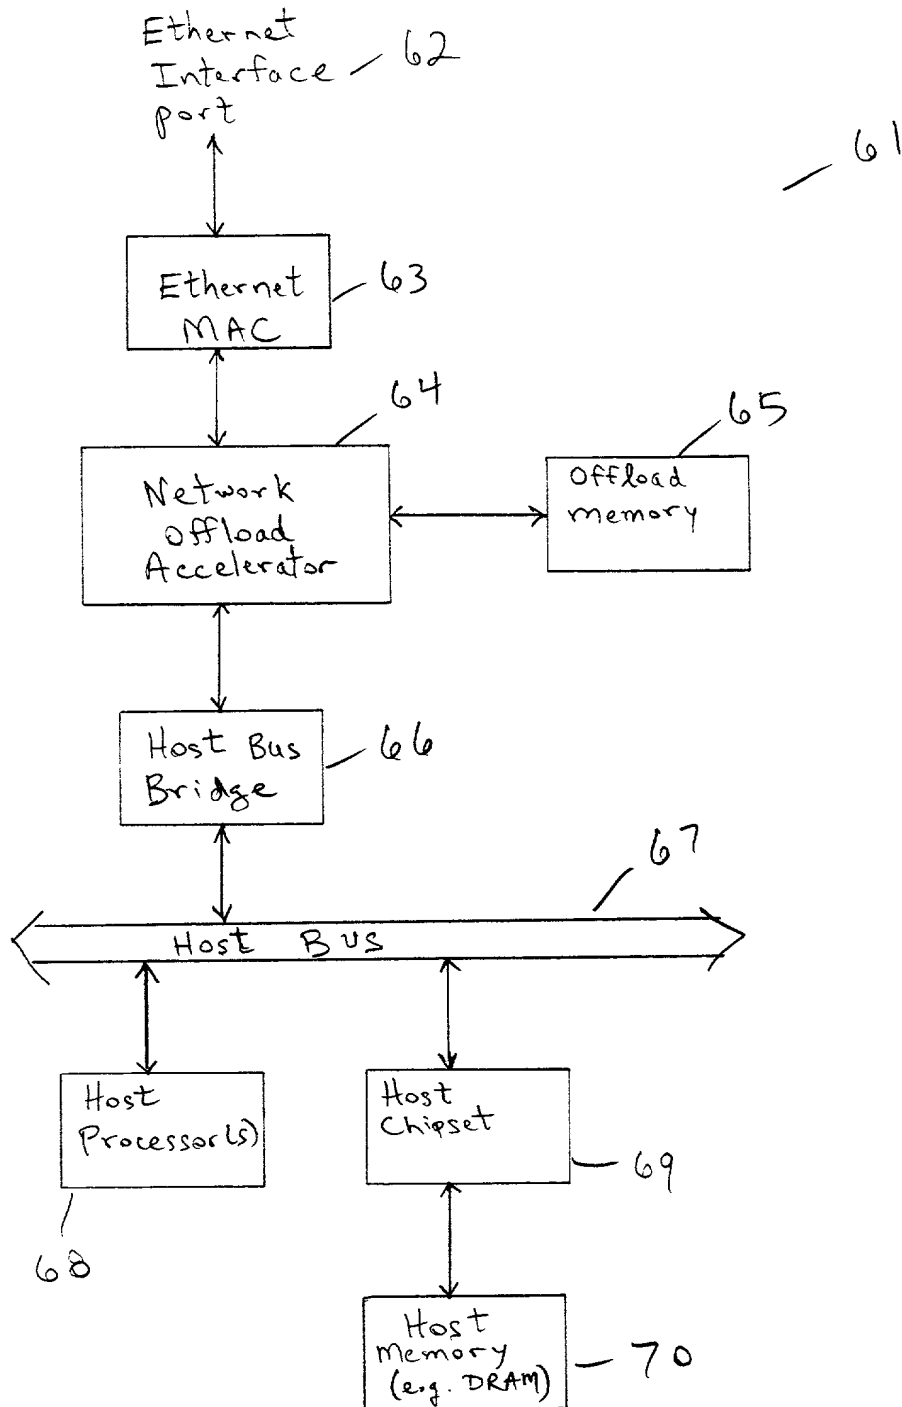 Ethernet
Interface
port
62
61
Ethernet
MAC
63
64
Network
Offload
Accelerator
65
Offload
memory
Host Bus
Bridge
66
67
Host Bus
Host
Processor(s)
68
Host
Chipset
69
Host
Memory
(e.g. DRAM)
70